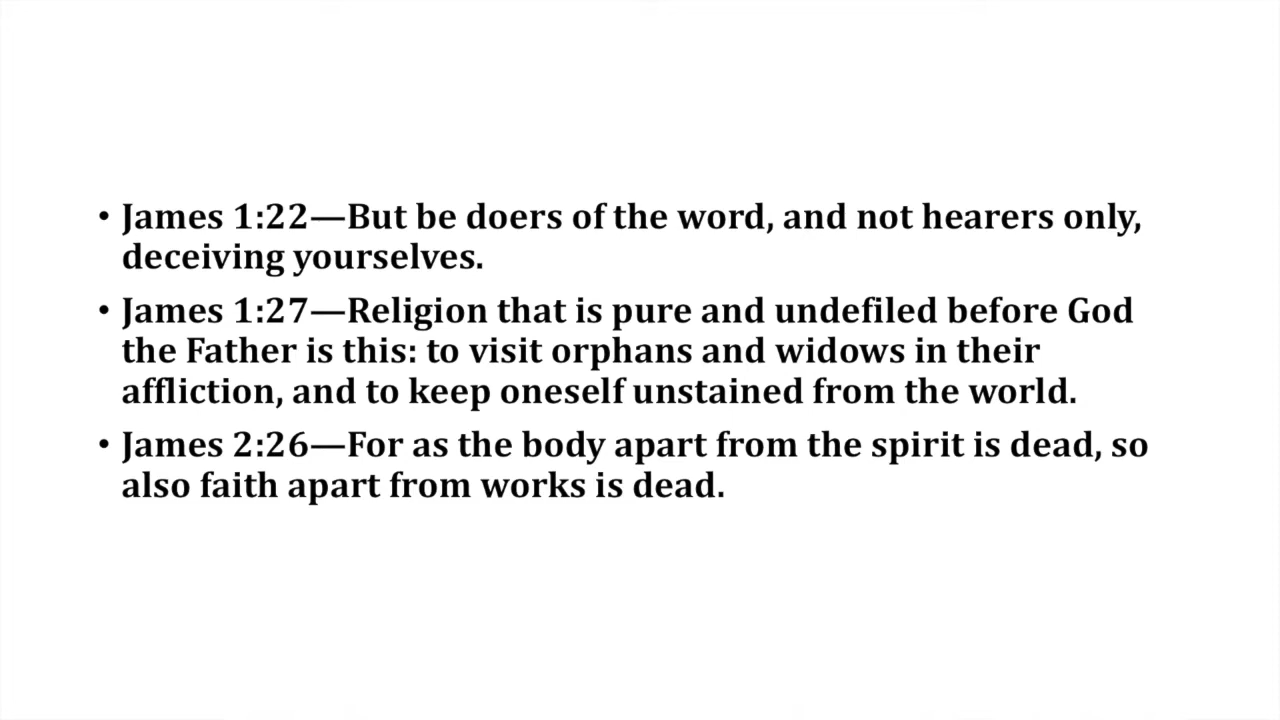 • James 1:22—But be doers of the word, and not hearers only,
deceiving yourselves.
• James 1:27—Religion that is pure and undefiled before God
the Father is this: to visit orphans and widows in their
affliction, and to keep oneself unstained from the world.
• James 2:26—For as the body apart from the spirit is dead, so
also faith apart from works is dead.